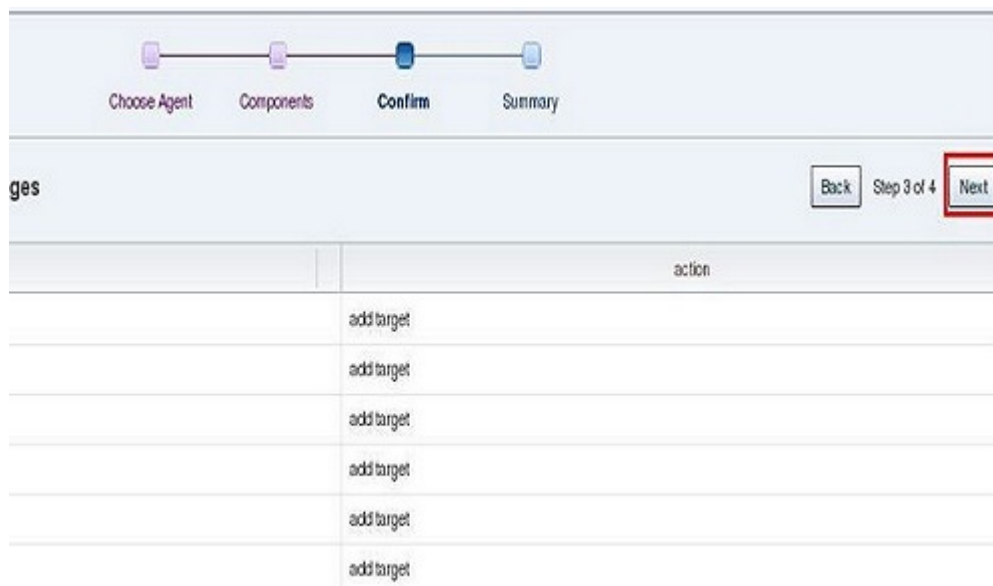 Choose Agent Components Confirm Summary
ges Back Step 3 of 4 Next
action
add target
add target
add target
add target
add target
add target